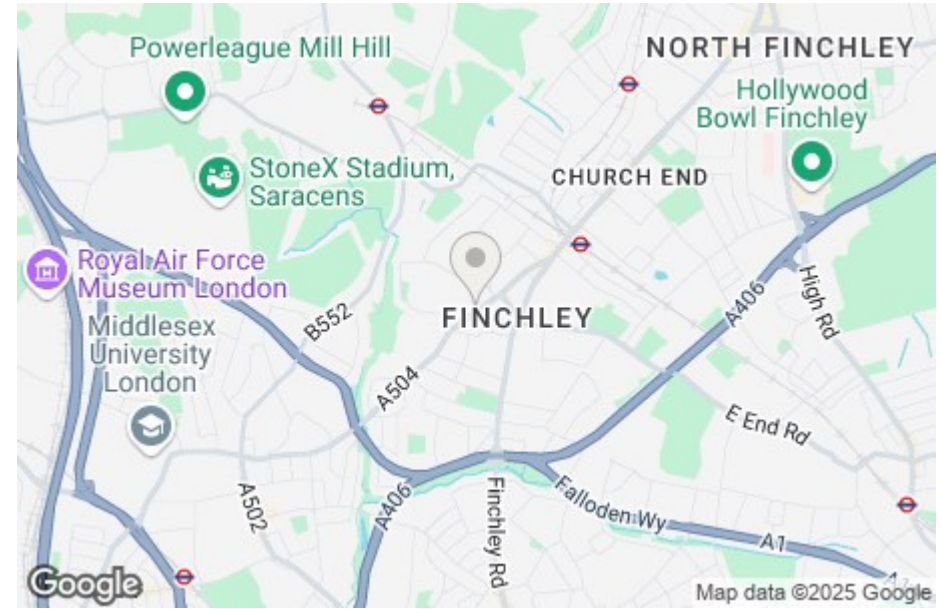 Powerleague Mill Hill
NORTH FINCHLEY
Hollywood
Bowl Finchley
StoneX Stadium,
Saracens
CHURCH END
Royal Air Force
Museum London
FINCHLEY
A406
High Rd
B552
Middlesex
University
London
A504
E End Rd
A502
A406
Finchley Rd
Falloden Wy
A1
Google
Map data ©2025 Google